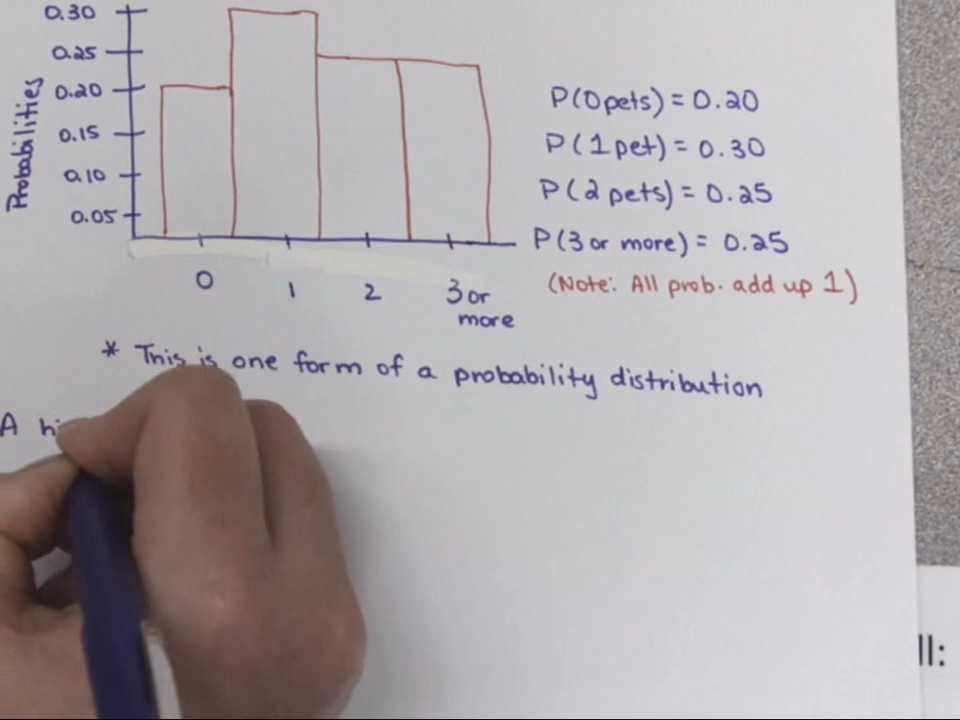 0.30
0.25
0.20
0.15
0.10
0.05
Probabilities
0 1 2 3 or
more
P(0 pets) = 0.20
P(1 pet) = 0.30
P(2 pets) = 0.25
P(3 or more) = 0.25
(Note: All prob. add up 1)
* This is one form of a probability distribution
A
ll: